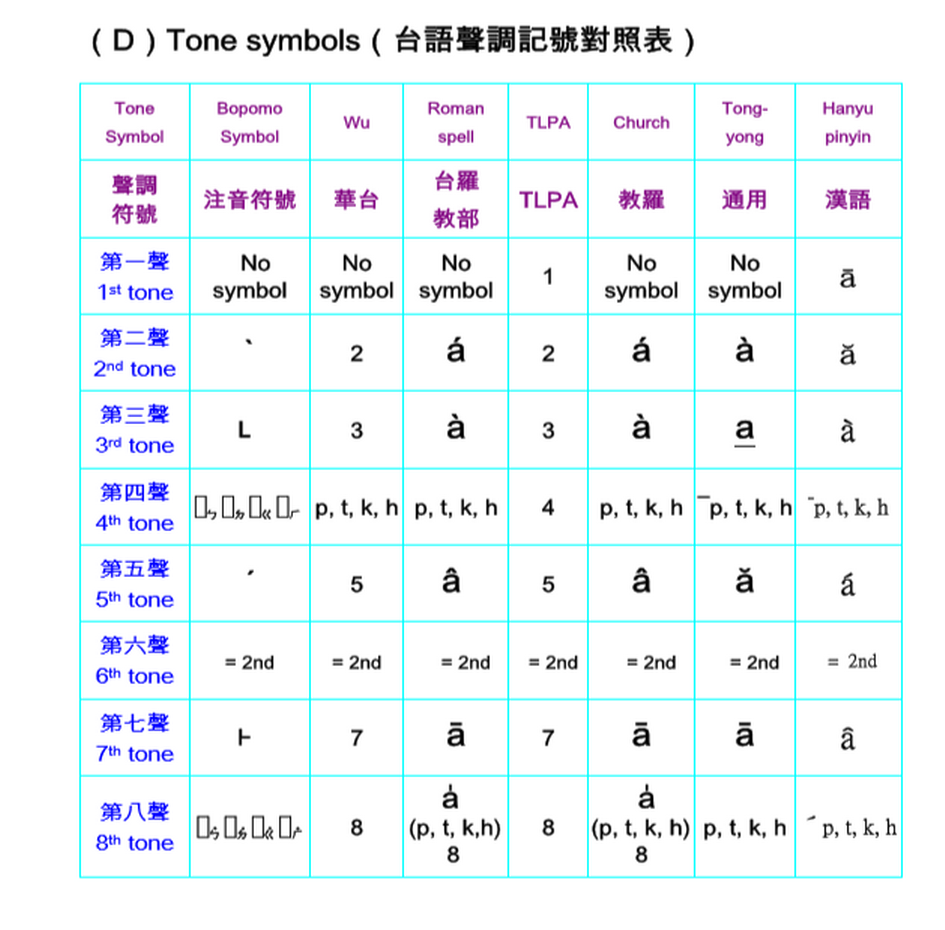 ( D ) Tone symbols ( 台語聲調記號對照表 )
Tone Symbol Bopomo Symbol Wu Roman spell TLPA Church Tong-yong Hanyu pinyin
聲調符號 注音符號 華台 台羅教部 TLPA 教羅 通用 漢語
第一聲 1st tone No symbol No symbol No symbol 1 No symbol No symbol ā
第二聲 2nd tone ˋ 2 á 2 á à ă
第三聲 3rd tone L 3 à 3 à a à
第四聲 4th tone p, t, k, h p, t, k, h 4 p, t, k, h ¯p, t, k, h ¯p, t, k, h
第五聲 5th tone ˊ 5 â 5 â ă á
第六聲 6th tone = 2nd = 2nd = 2nd = 2nd = 2nd = 2nd = 2nd
第七聲 7th tone ⊦ 7 ā 7 ā ā â
第八聲 8th tone 8 a̍ (p, t, k,h) 8 8 a̍ (p, t, k, h) 8 p, t, k, h ˊ p, t, k, h